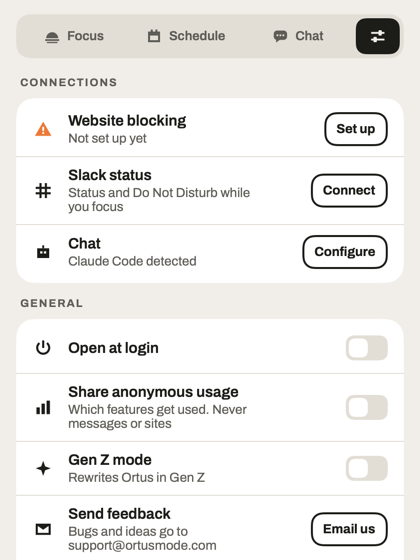 Focus
Schedule
Chat
CONNECTIONS
Website blocking
Not set up yet
Set up
Slack status
Status and Do Not Disturb while
you focus
Connect
Chat
Claude Code detected
Configure
GENERAL
Open at login
Share anonymous usage
Which features get used. Never
messages or sites
Gen Z mode
Rewrites Ortus in Gen Z
Send feedback
Bugs and ideas go to
support@ortusmode.com
Email us